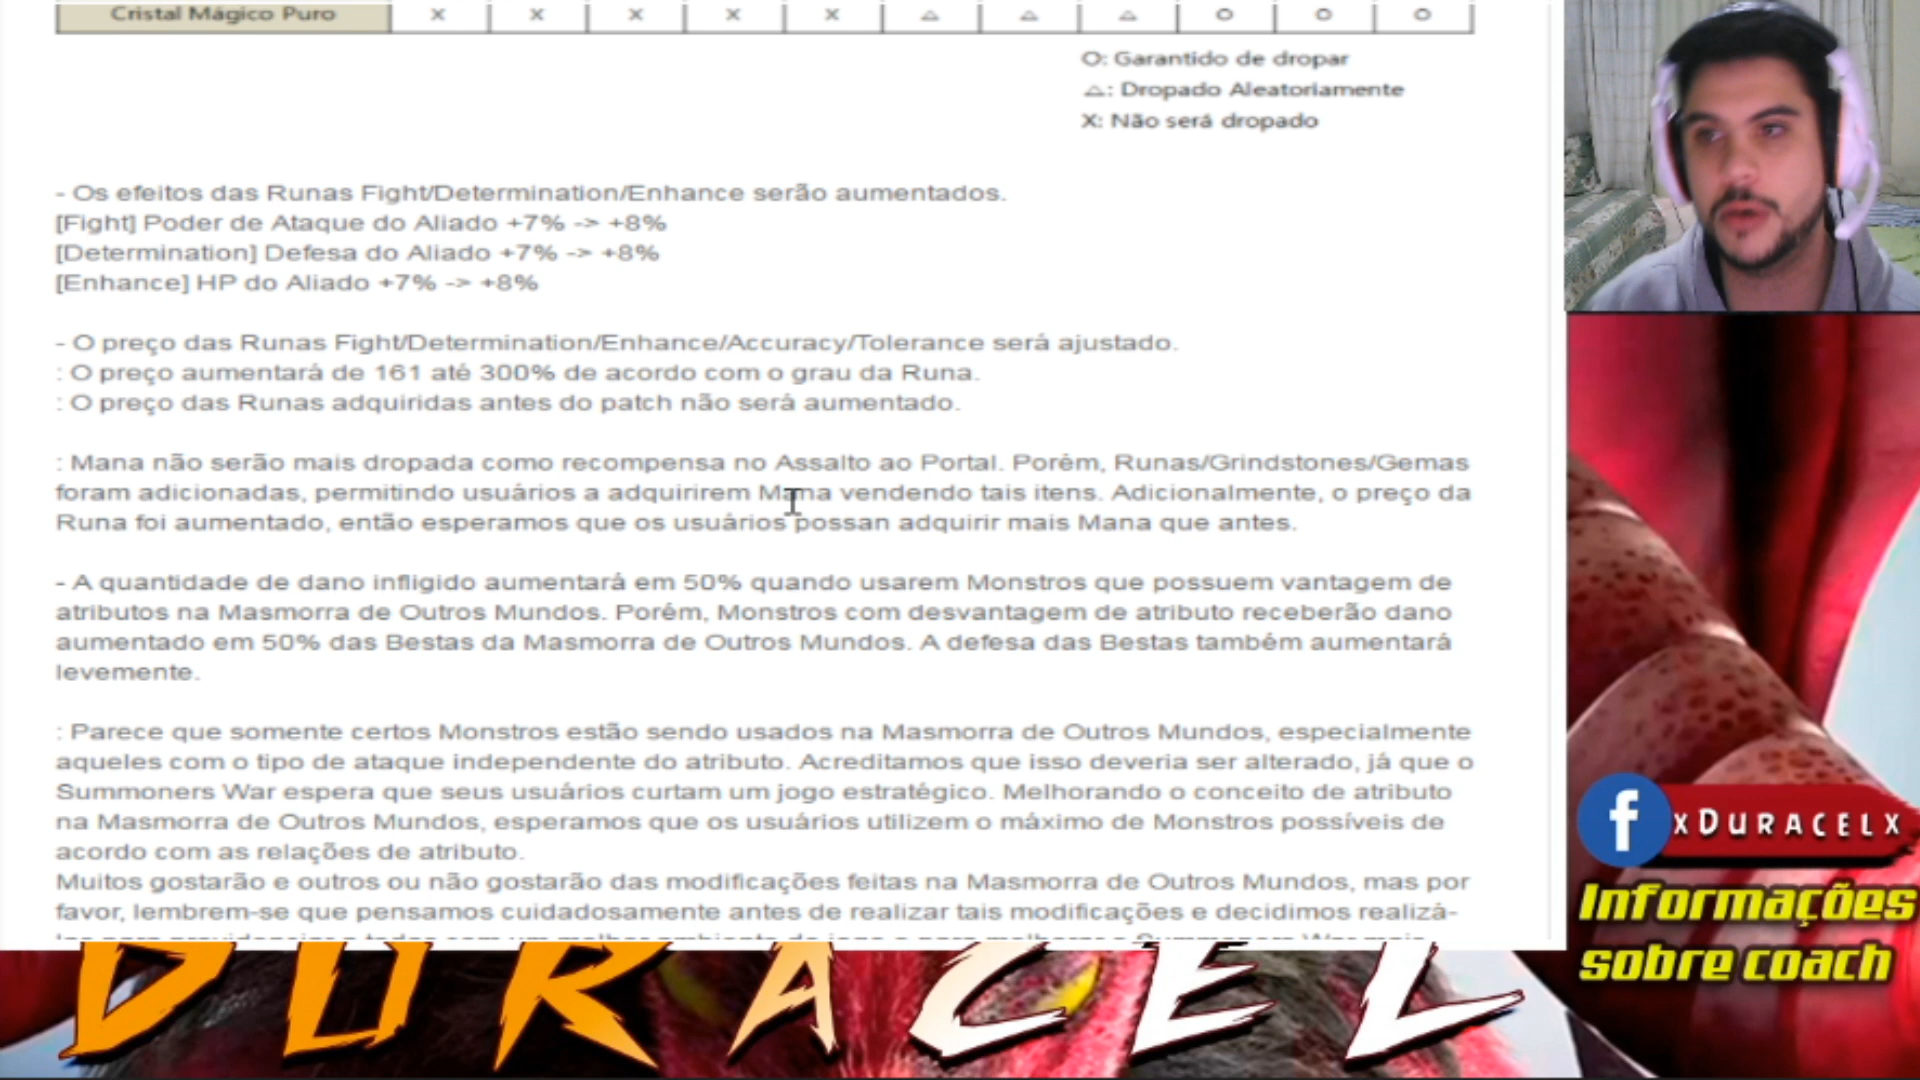 Cristal Mágico Puro X X X X X △ △ △ O O O
O: Garantido de dropar
△: Dropado Aleatoriamente
X: Não será dropado
- Os efeitos das Runas Fight/Determination/Enhance serão aumentados.
[Fight] Poder de Ataque do Aliado +7% -> +8%
[Determination] Defesa do Aliado +7% -> +8%
[Enhance] HP do Aliado +7% -> +8%
- O preço das Runas Fight/Determination/Enhance/Accuracy/Tolerance será ajustado.
: O preço aumentará de 161 até 300% de acordo com o grau da Runa.
: O preço das Runas adquiridas antes do patch não será aumentado.
: Mana não serão mais dropada como recompensa no Assalto ao Portal. Porém, Runas/Grindstones/Gemas
foram adicionadas, permitindo usuários a adquirirem Mana vendendo tais itens. Adicionalmente, o preço da
Runa foi aumentado, então esperamos que os usuários possan adquirir mais Mana que antes.
- A quantidade de dano infligido aumentará em 50% quando usarem Monstros que possuem vantagem de
atributos na Masmorra de Outros Mundos. Porém, Monstros com desvantagem de atributo receberão dano
aumentado em 50% das Bestas da Masmorra de Outros Mundos. A defesa das Bestas também aumentará
levemente.
: Parece que somente certos Monstros estão sendo usados na Masmorra de Outros Mundos, especialmente
aqueles com o tipo de ataque independente do atributo. Acreditamos que isso deveria ser alterado, já que o
Summoners War espera que seus usuários curtam um jogo estratégico. Melhorando o conceito de atributo
na Masmorra de Outros Mundos, esperamos que os usuários utilizem o máximo de Monstros possíveis de
acordo com as relações de atributo.
Muitos gostarão e outros ou não gostarão das modificações feitas na Masmorra de Outros Mundos, mas por
favor, lembrem-se que pensamos cuidadosamente antes de realizar tais modificações e decidimos realizá-
f xDURACELx
Informações
sobre coach
DURACEL